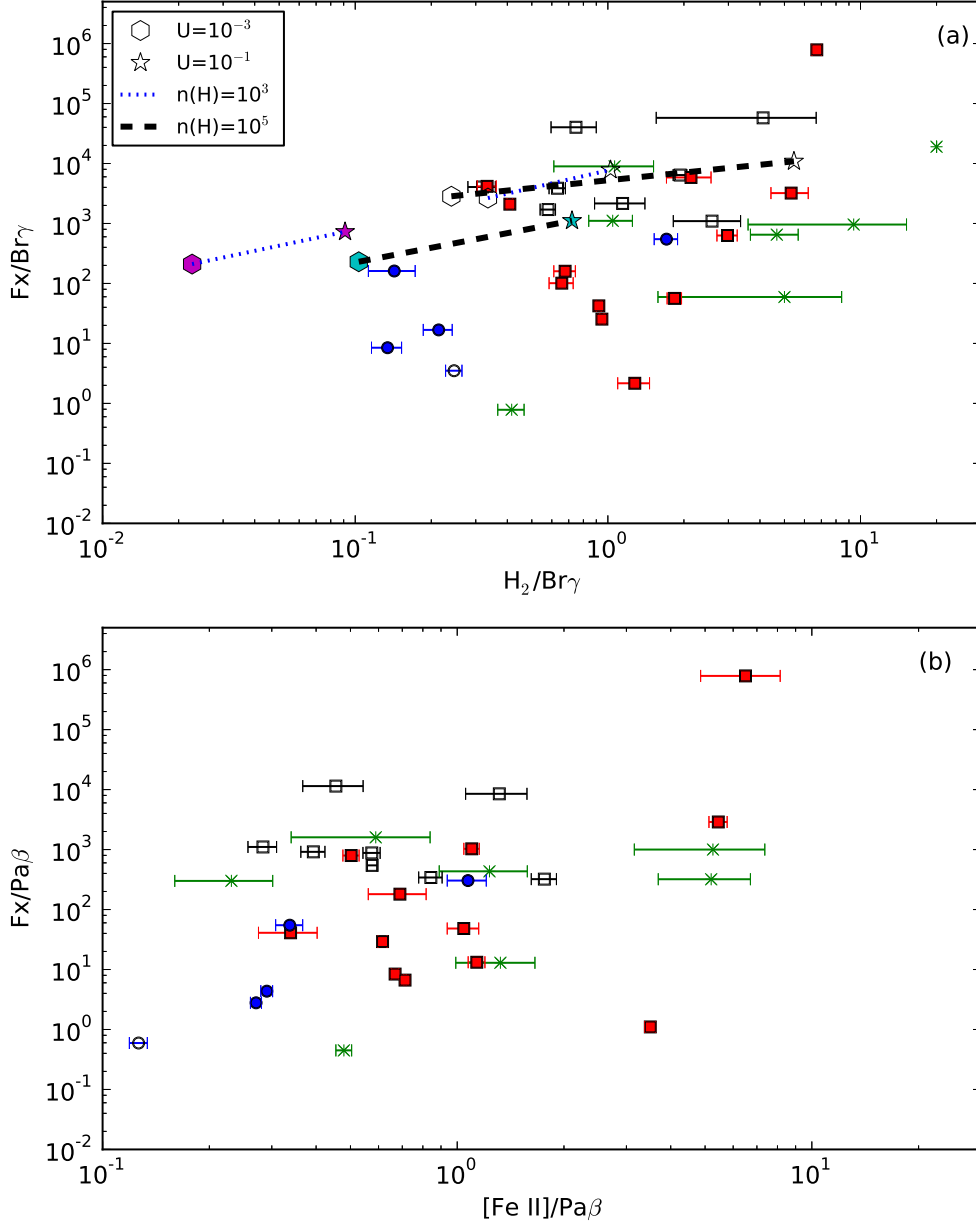 (a)
U=10⁻³
U=10⁻¹
n(H)=10³
n(H)=10⁵
10⁶
10⁵
10⁴
10³
10²
10¹
10⁰
10⁻¹
10⁻²
Fx/Brγ
10⁻² 10⁻¹ 10⁰ 10¹
H₂/Brγ
(b)
10⁶
10⁵
10⁴
10³
10²
10¹
10⁰
10⁻¹
10⁻²
Fx/Paβ
10⁻¹ 10⁰ 10¹
[Fe II]/Paβ